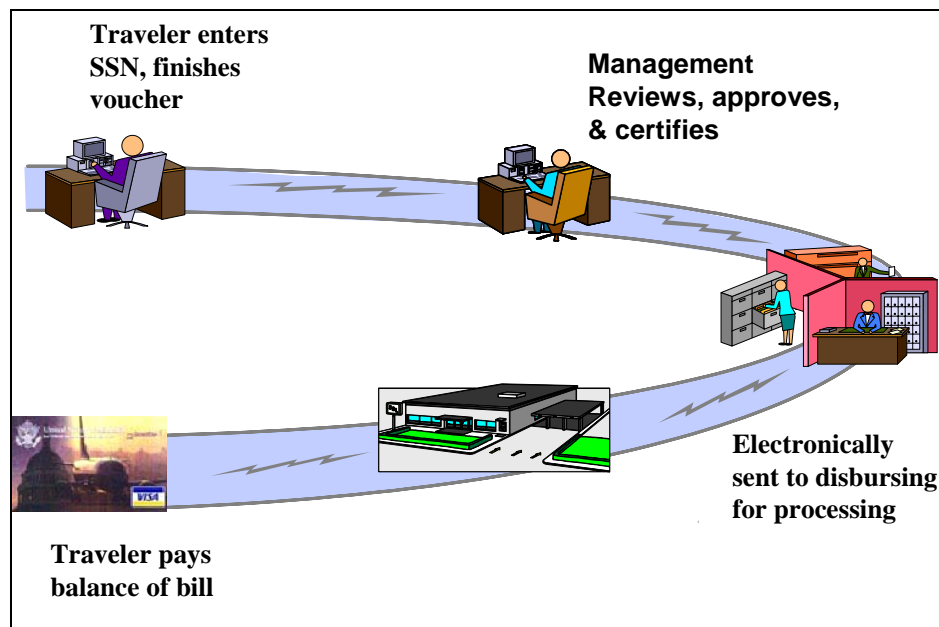 Traveler enters
SSN, finishes
voucher
Management
Reviews, approves,
& certifies
Electronically
sent to disbursing
for processing
VISA
Traveler pays
balance of bill